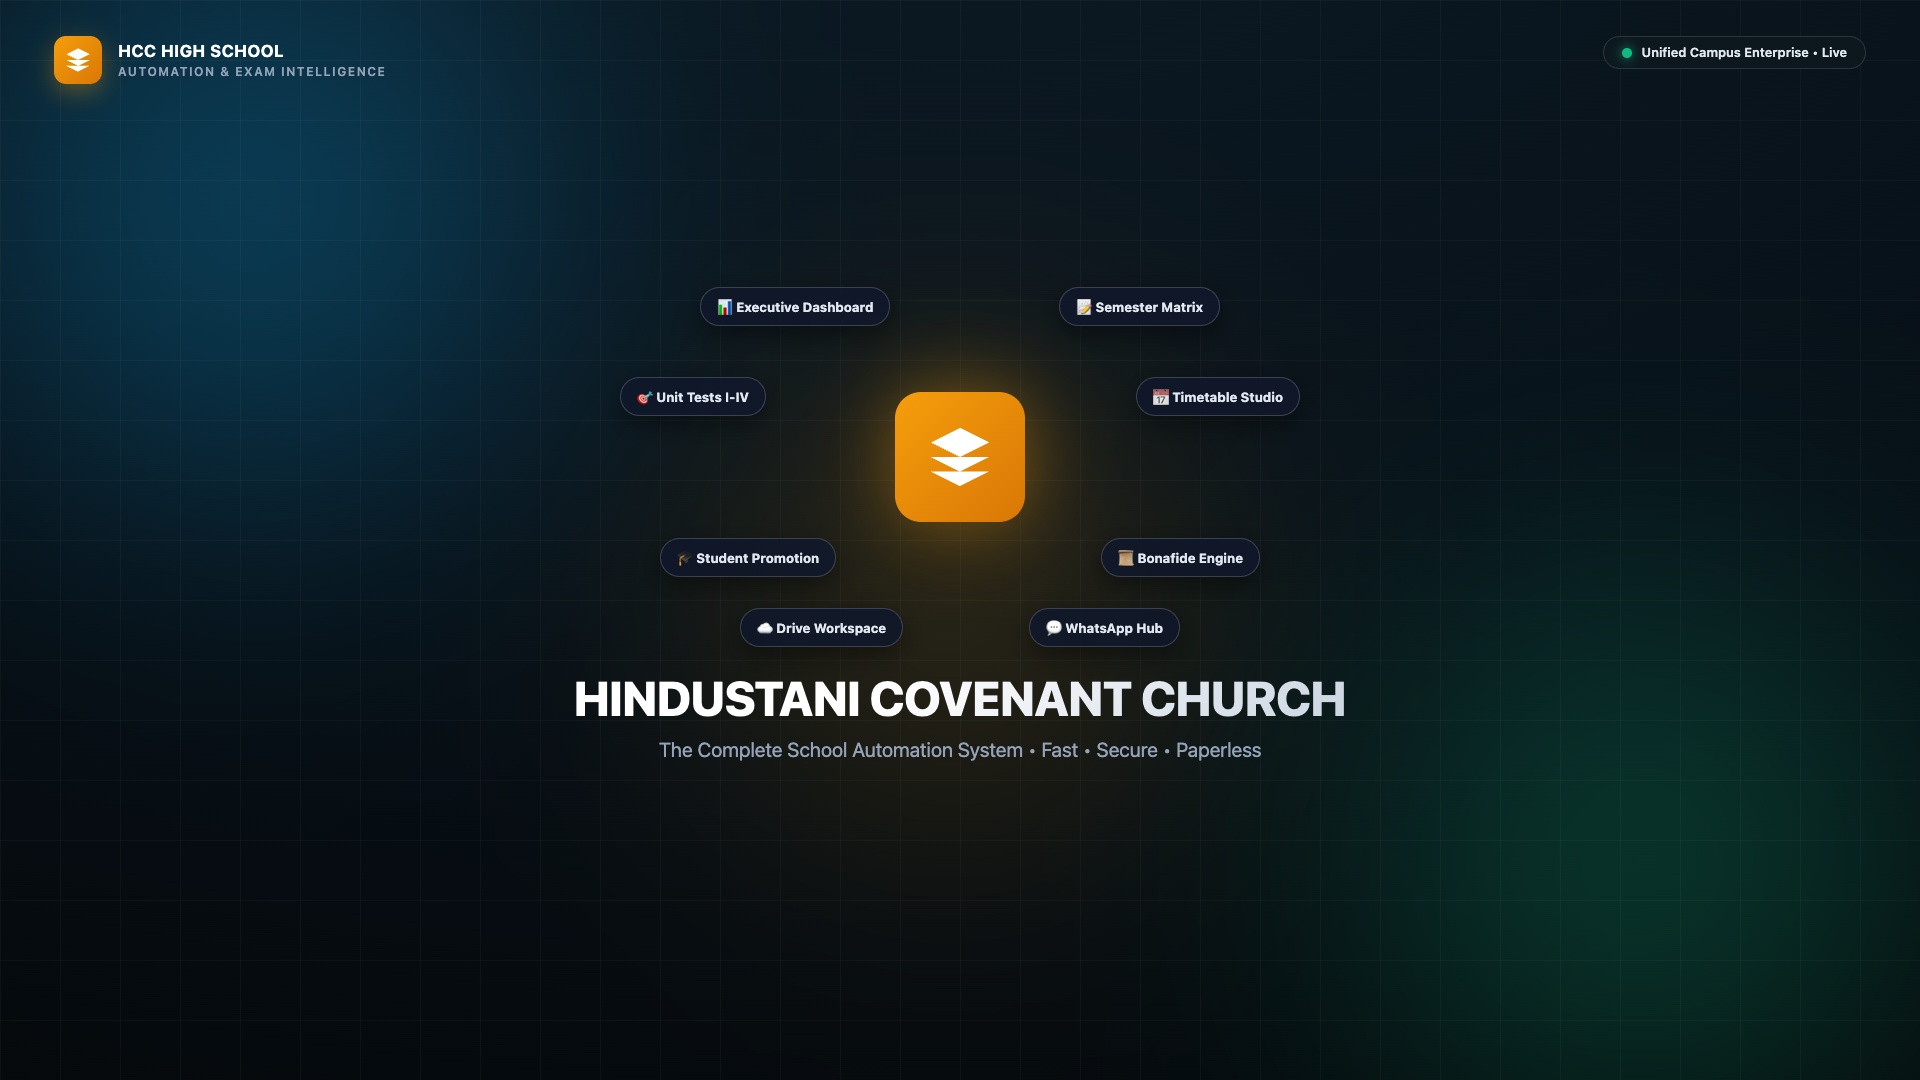 HCC HIGH SCHOOL
AUTOMATION & EXAM INTELLIGENCE
Unified Campus Enterprise • Live
📊 Executive Dashboard
📝 Semester Matrix
🎯 Unit Tests I-IV
📅 Timetable Studio
🎓 Student Promotion
📜 Bonafide Engine
☁️ Drive Workspace
💬 WhatsApp Hub
HINDUSTANI COVENANT CHURCH
The Complete School Automation System • Fast • Secure • Paperless